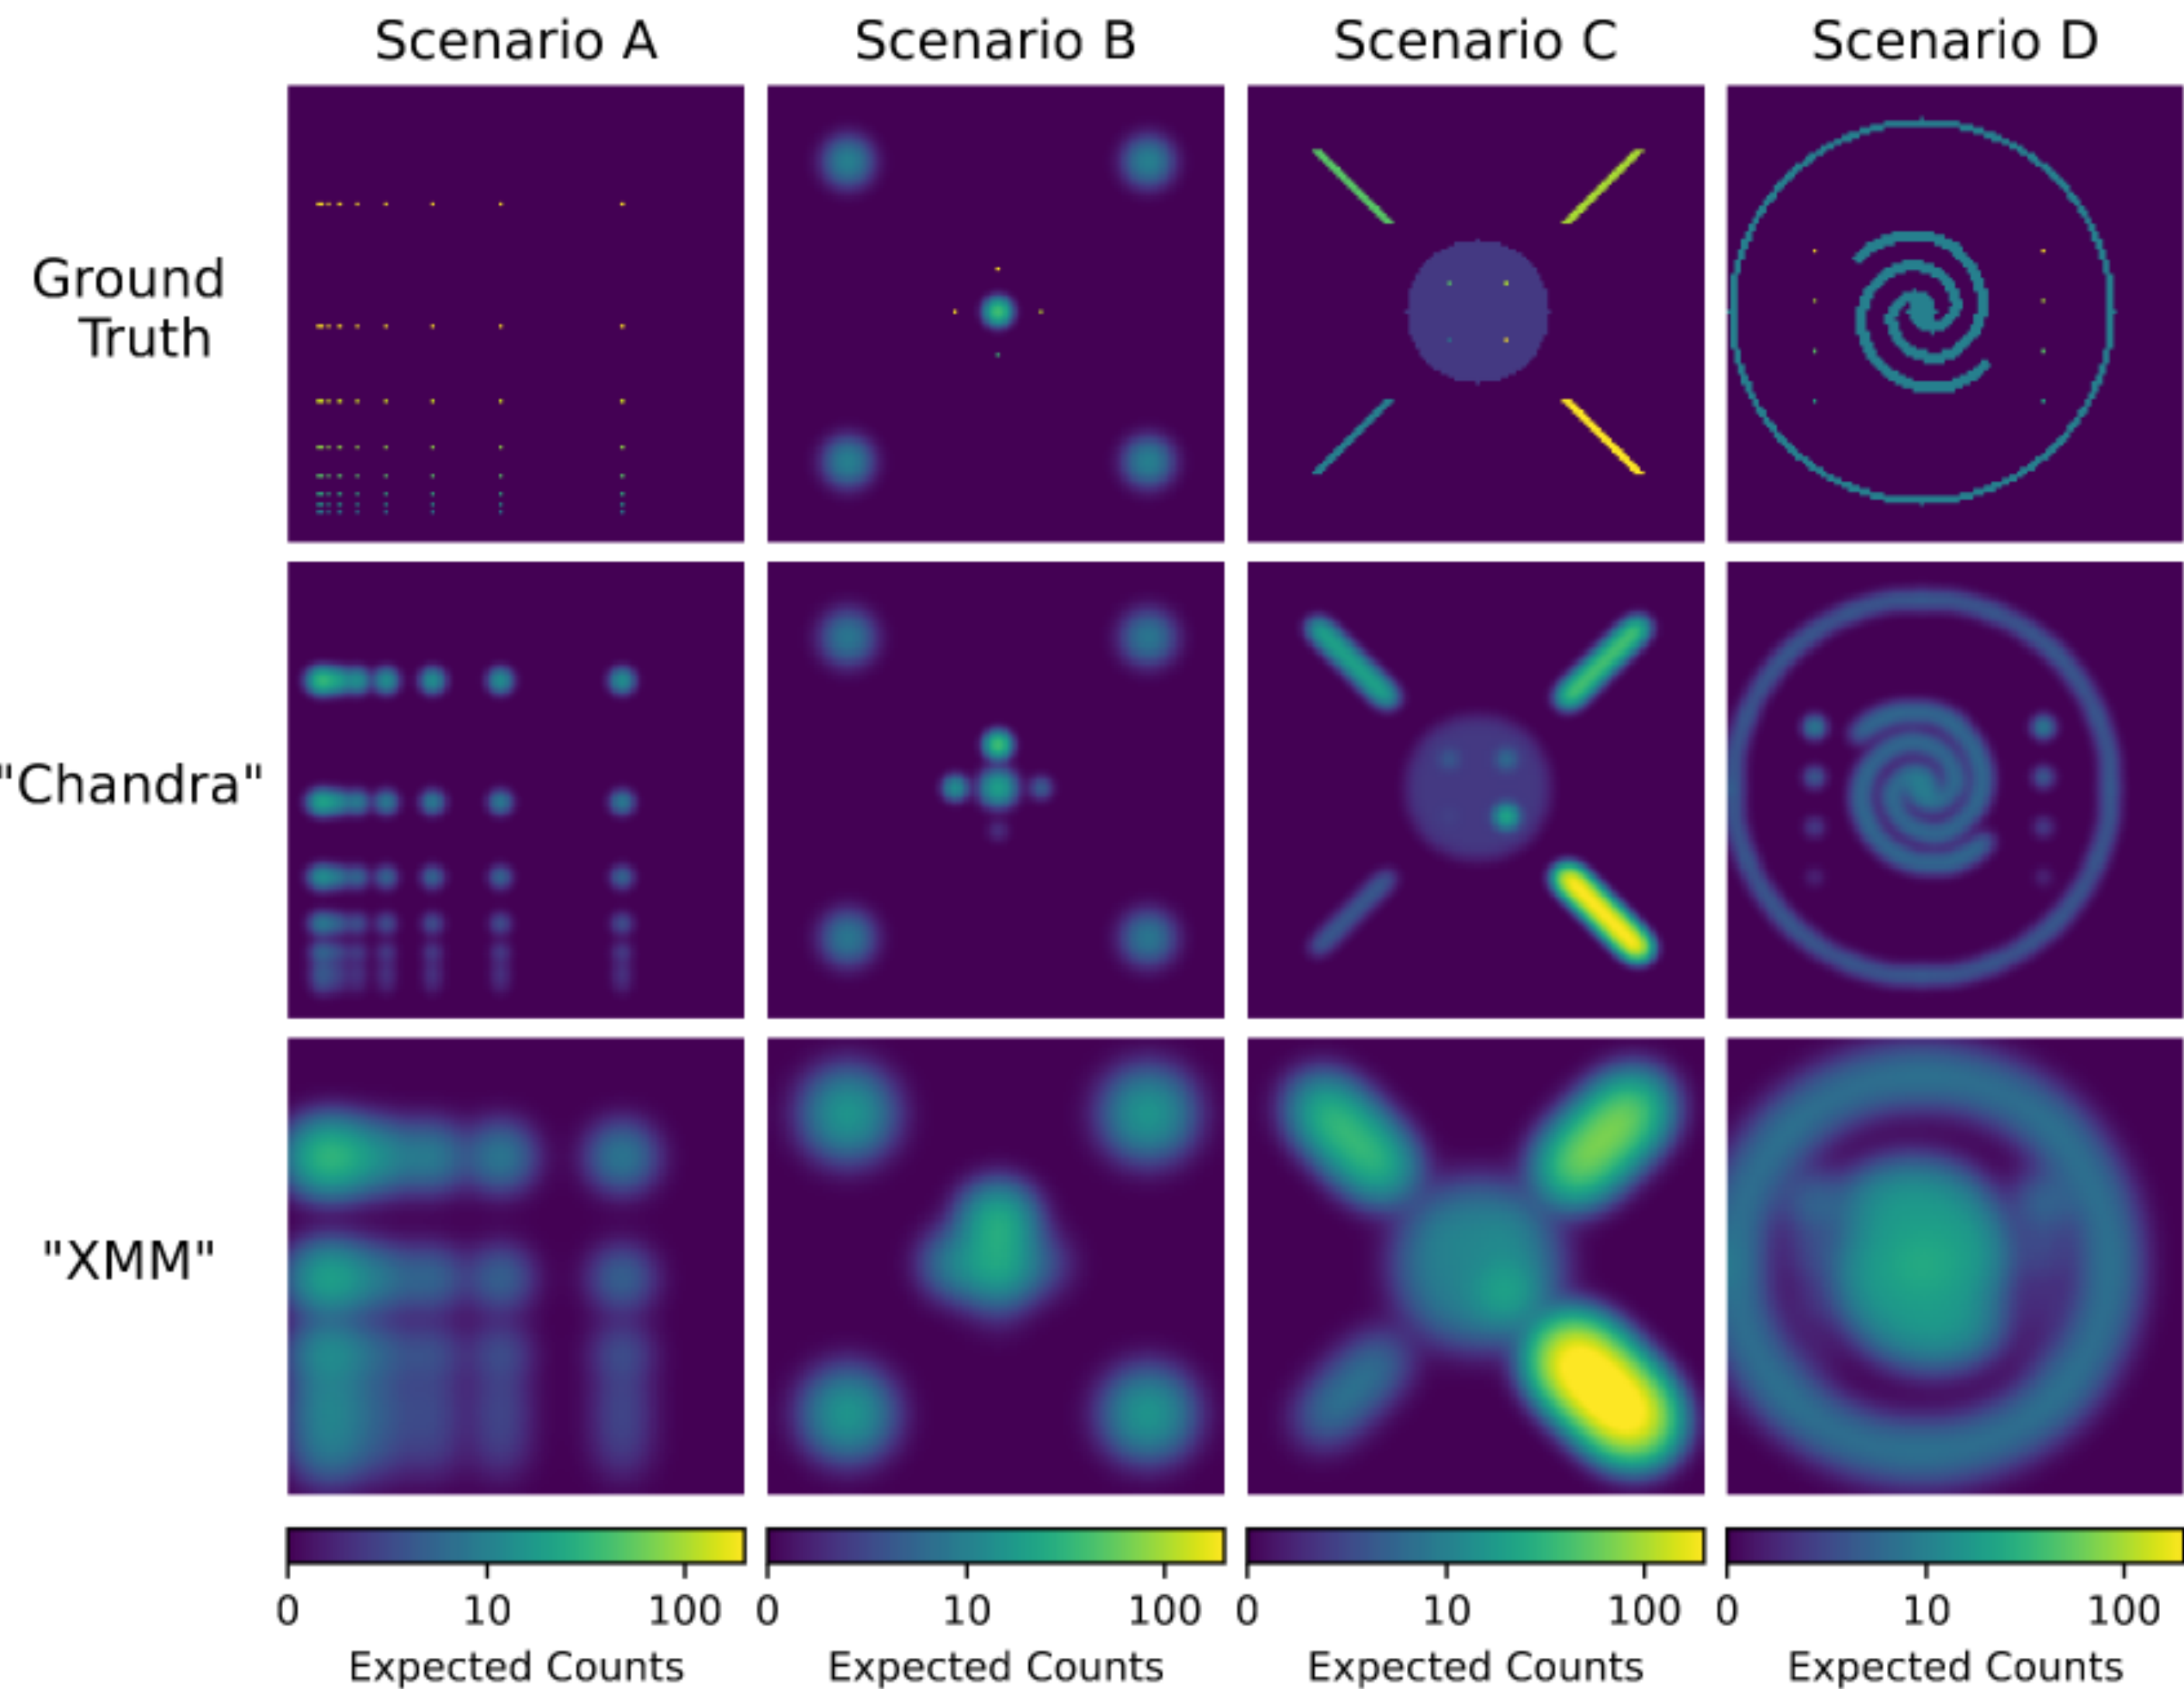 Scenario A Scenario B Scenario C Scenario D
Ground
Truth
"Chandra"
"XMM"
0 10 100 0 10 100 0 10 100 0 10 100
Expected Counts Expected Counts Expected Counts Expected Counts